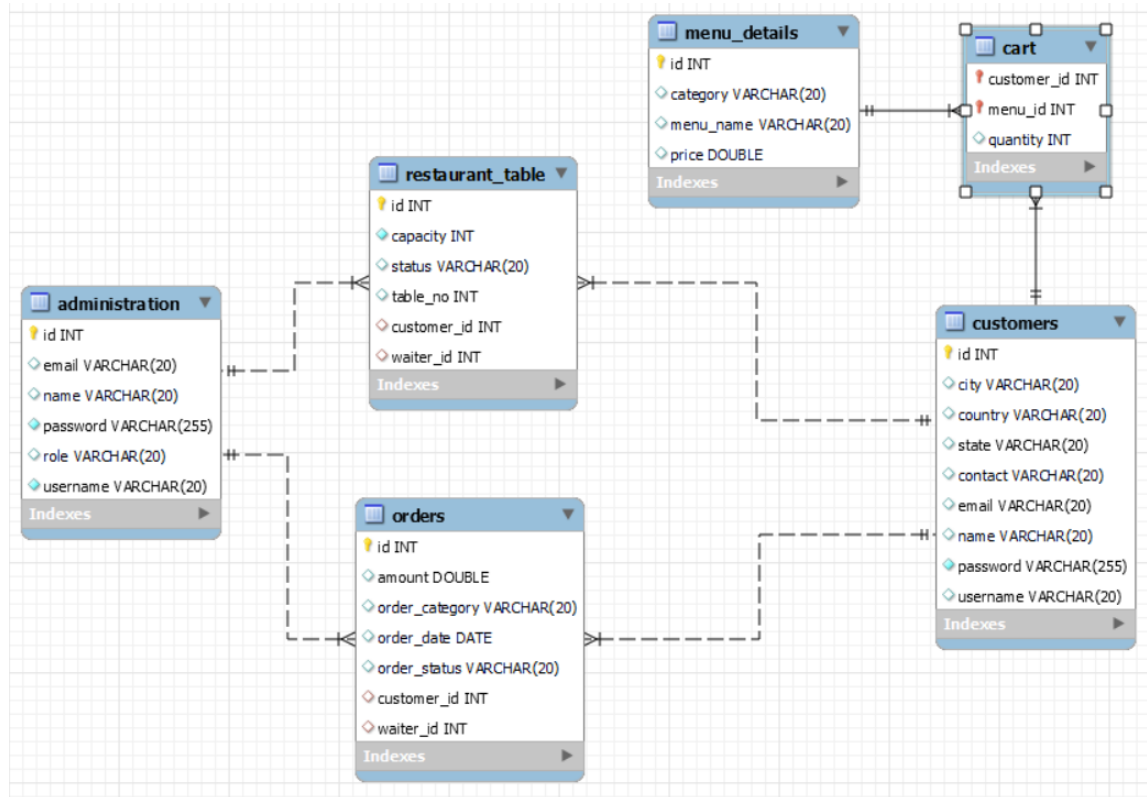 menu_details
id INT
category VARCHAR(20)
menu_name VARCHAR(20)
price DOUBLE
Indexes
cart
customer_id INT
menu_id INT
quantity INT
Indexes
restaurant_table
id INT
capacity INT
status VARCHAR(20)
table_no INT
customer_id INT
waiter_id INT
Indexes
administration
id INT
email VARCHAR(20)
name VARCHAR(20)
password VARCHAR(255)
role VARCHAR(20)
username VARCHAR(20)
Indexes
customers
id INT
city VARCHAR(20)
country VARCHAR(20)
state VARCHAR(20)
contact VARCHAR(20)
email VARCHAR(20)
name VARCHAR(20)
password VARCHAR(255)
username VARCHAR(20)
Indexes
orders
id INT
amount DOUBLE
order_category VARCHAR(20)
order_date DATE
order_status VARCHAR(20)
customer_id INT
waiter_id INT
Indexes